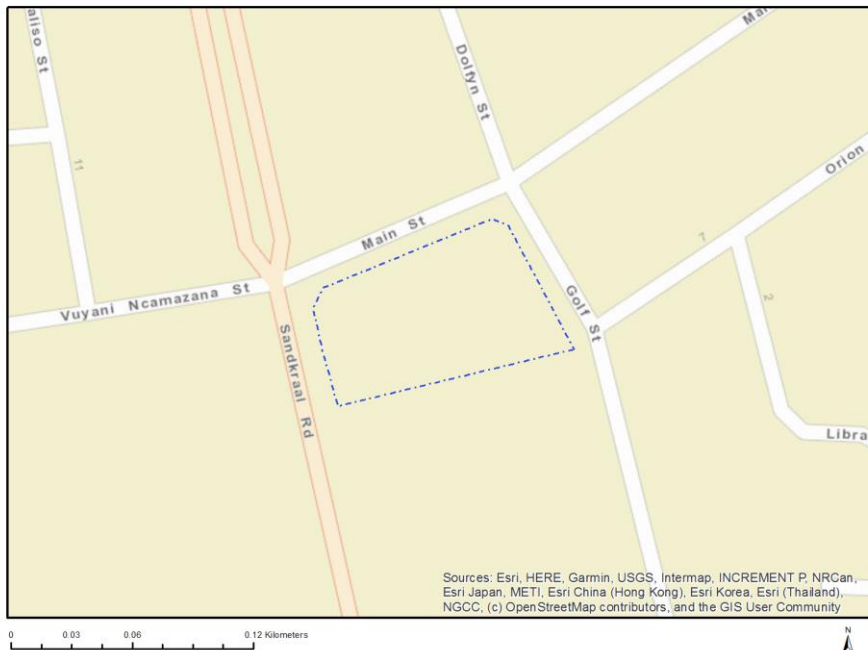 aliso St
11
Dolfyn St
Mai
Main St
Orion
7
2
Golf St
Vuyani Ncamazana St
Sandkraal Rd
Libra
Sources: Esri, HERE, Garmin, USGS, Intermap, INCREMENT P, NRCan,
Esri Japan, METI, Esri China (Hong Kong), Esri Korea, Esri (Thailand),
NGCC, (c) OpenStreetMap contributors, and the GIS User Community
0 0.03 0.06 0.12 Kilometers
N